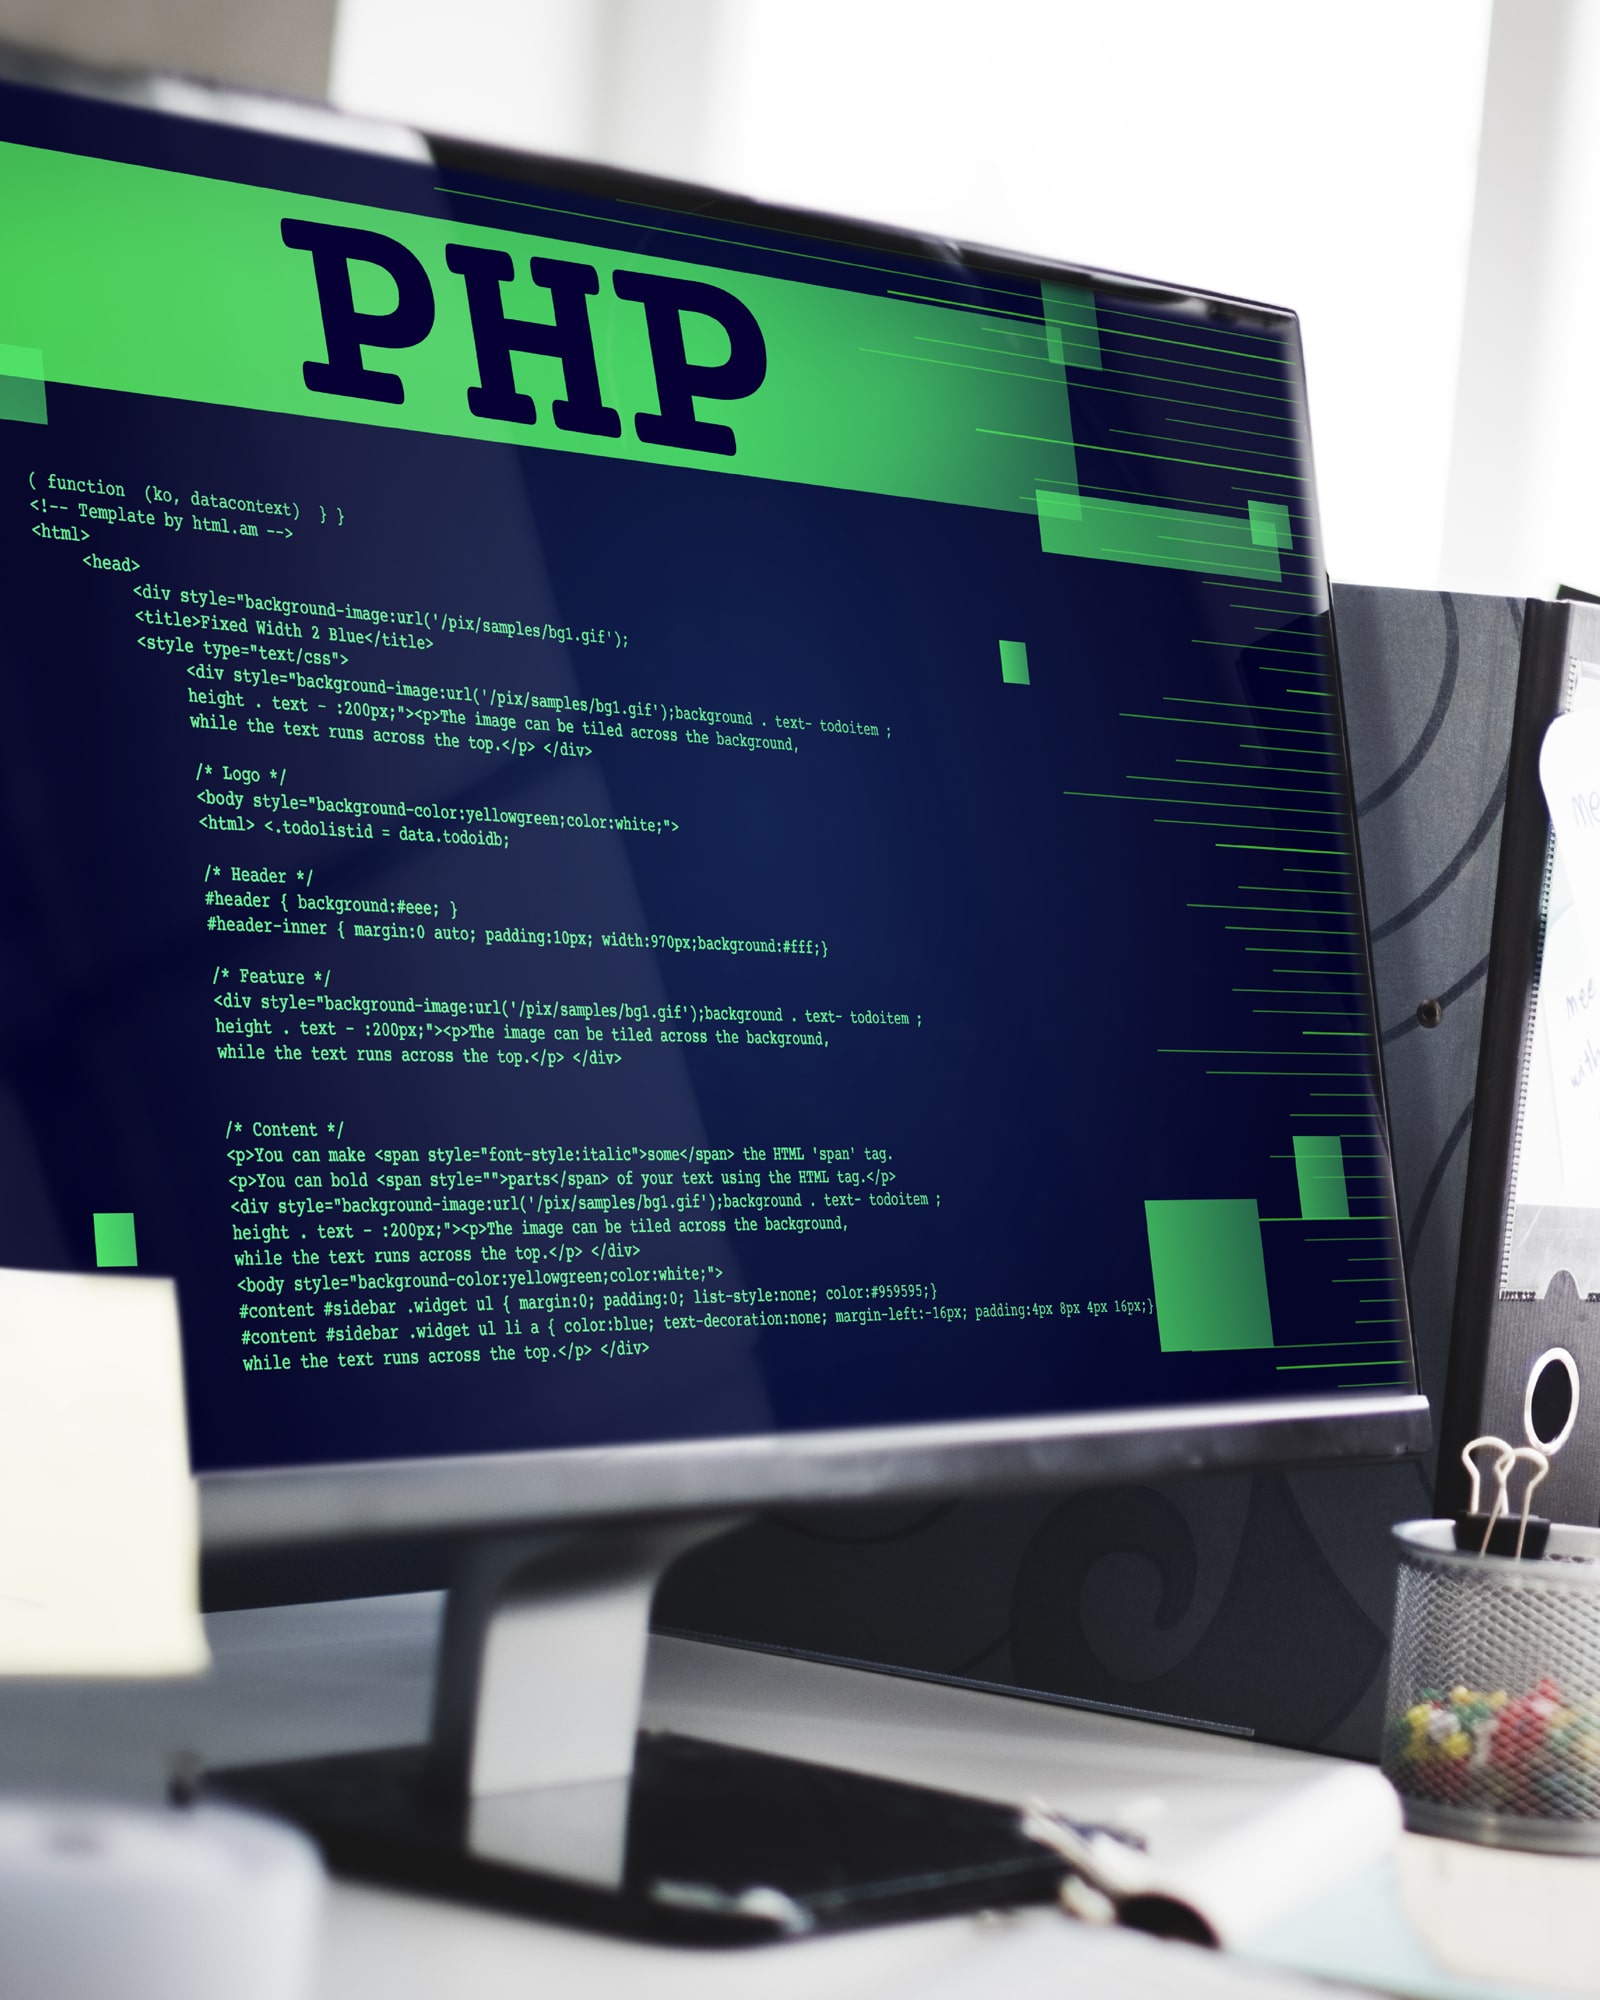 PHP
( function  (ko, datacontext)  } }
<!-- Template by html.am -->
<html>
<head>
<div style="background-image:url('/pix/samples/bg1.gif');
<title>Fixed Width 2 Blue</title>
<style type="text/css">
<div style="background-image:url('/pix/samples/bg1.gif');background . text- todoitem ;
height . text - :200px;"><p>The image can be tiled across the background,
while the text runs across the top.</p> </div>
/* Logo */
<body style="background-color:yellowgreen;color:white;">
<html> <.todolistid = data.todoidb;
/* Header */
#header { background:#eee; }
#header-inner { margin:0 auto; padding:10px; width:970px;background:#fff;}
/* Feature */
<div style="background-image:url('/pix/samples/bg1.gif');background . text- todoitem ;
height . text - :200px;"><p>The image can be tiled across the background,
while the text runs across the top.</p> </div>
/* Content */
<p>You can make <span style="font-style:italic">some</span> the HTML 'span' tag.
<p>You can bold <span style="">parts</span> of your text using the HTML tag.</p>
<div style="background-image:url('/pix/samples/bg1.gif');background . text- todoitem ;
height . text - :200px;"><p>The image can be tiled across the background,
while the text runs across the top.</p> </div>
<body style="background-color:yellowgreen;color:white;">
#content #sidebar .widget ul { margin:0; padding:0; list-style:none; color:#959595;}
#content #sidebar .widget ul li a { color:blue; text-decoration:none; margin-left:-16px; padding:4px 8px 4px 16px;}
while the text runs across the top.</p> </div>